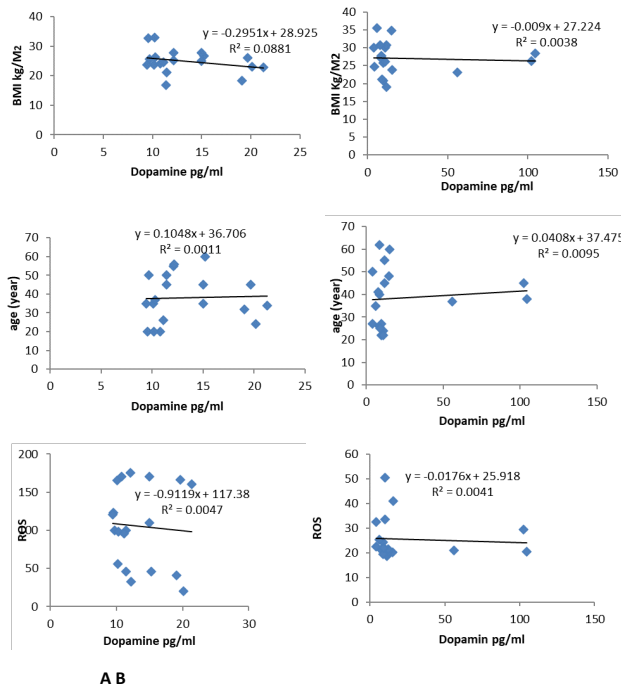 y = -0.2951x + 28.925
R² = 0.0881
40
30
20
10
0
BMI Kg/M2
0 5 10 15 20 25
Dopamine pg/ml
y = -0.009x + 27.224
R² = 0.0038
40
35
30
25
20
15
10
5
0
BMI Kg/M2
0 50 100 150
Dopamine pg/ml
y = 0.1048x + 36.706
R² = 0.0011
70
60
50
40
30
20
10
0
age (year)
0 5 10 15 20 25
Dopamine pg/ml
y = 0.0408x + 37.475
R² = 0.0095
70
60
50
40
30
20
10
0
age (year)
0 50 100 150
Dopamin pg/ml
y = -0.9119x + 117.38
R² = 0.0047
200
150
100
50
0
ROS
0 10 20 30
Dopamine pg/ml
y = -0.0176x + 25.918
R² = 0.0041
60
50
40
30
20
10
0
ROS
0 50 100 150
Dopamin pg/ml
A B